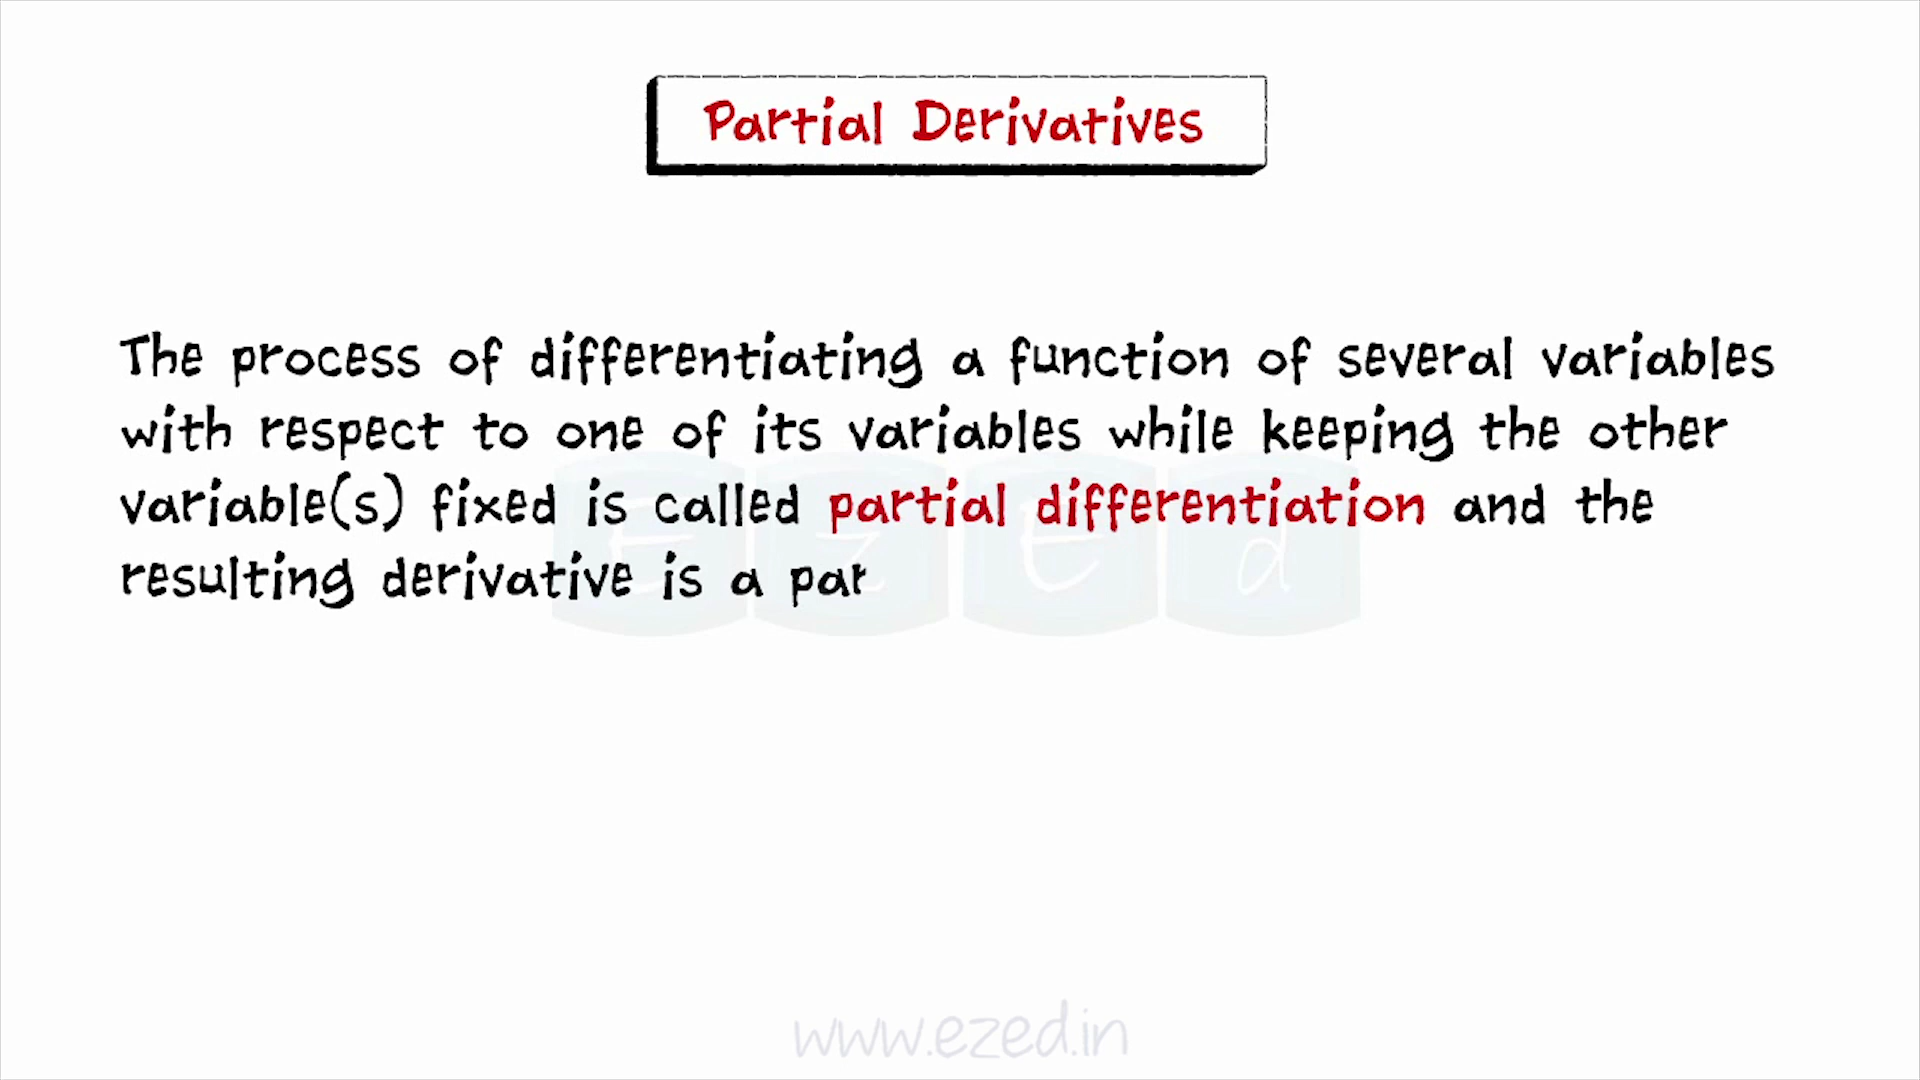 Partial Derivatives
The process of differentiating a function of several variables
with respect to one of its variables while keeping the other
variable(s) fixed is called partial differentiation and the
resulting derivative is a par
E z E d
www.ezed.in